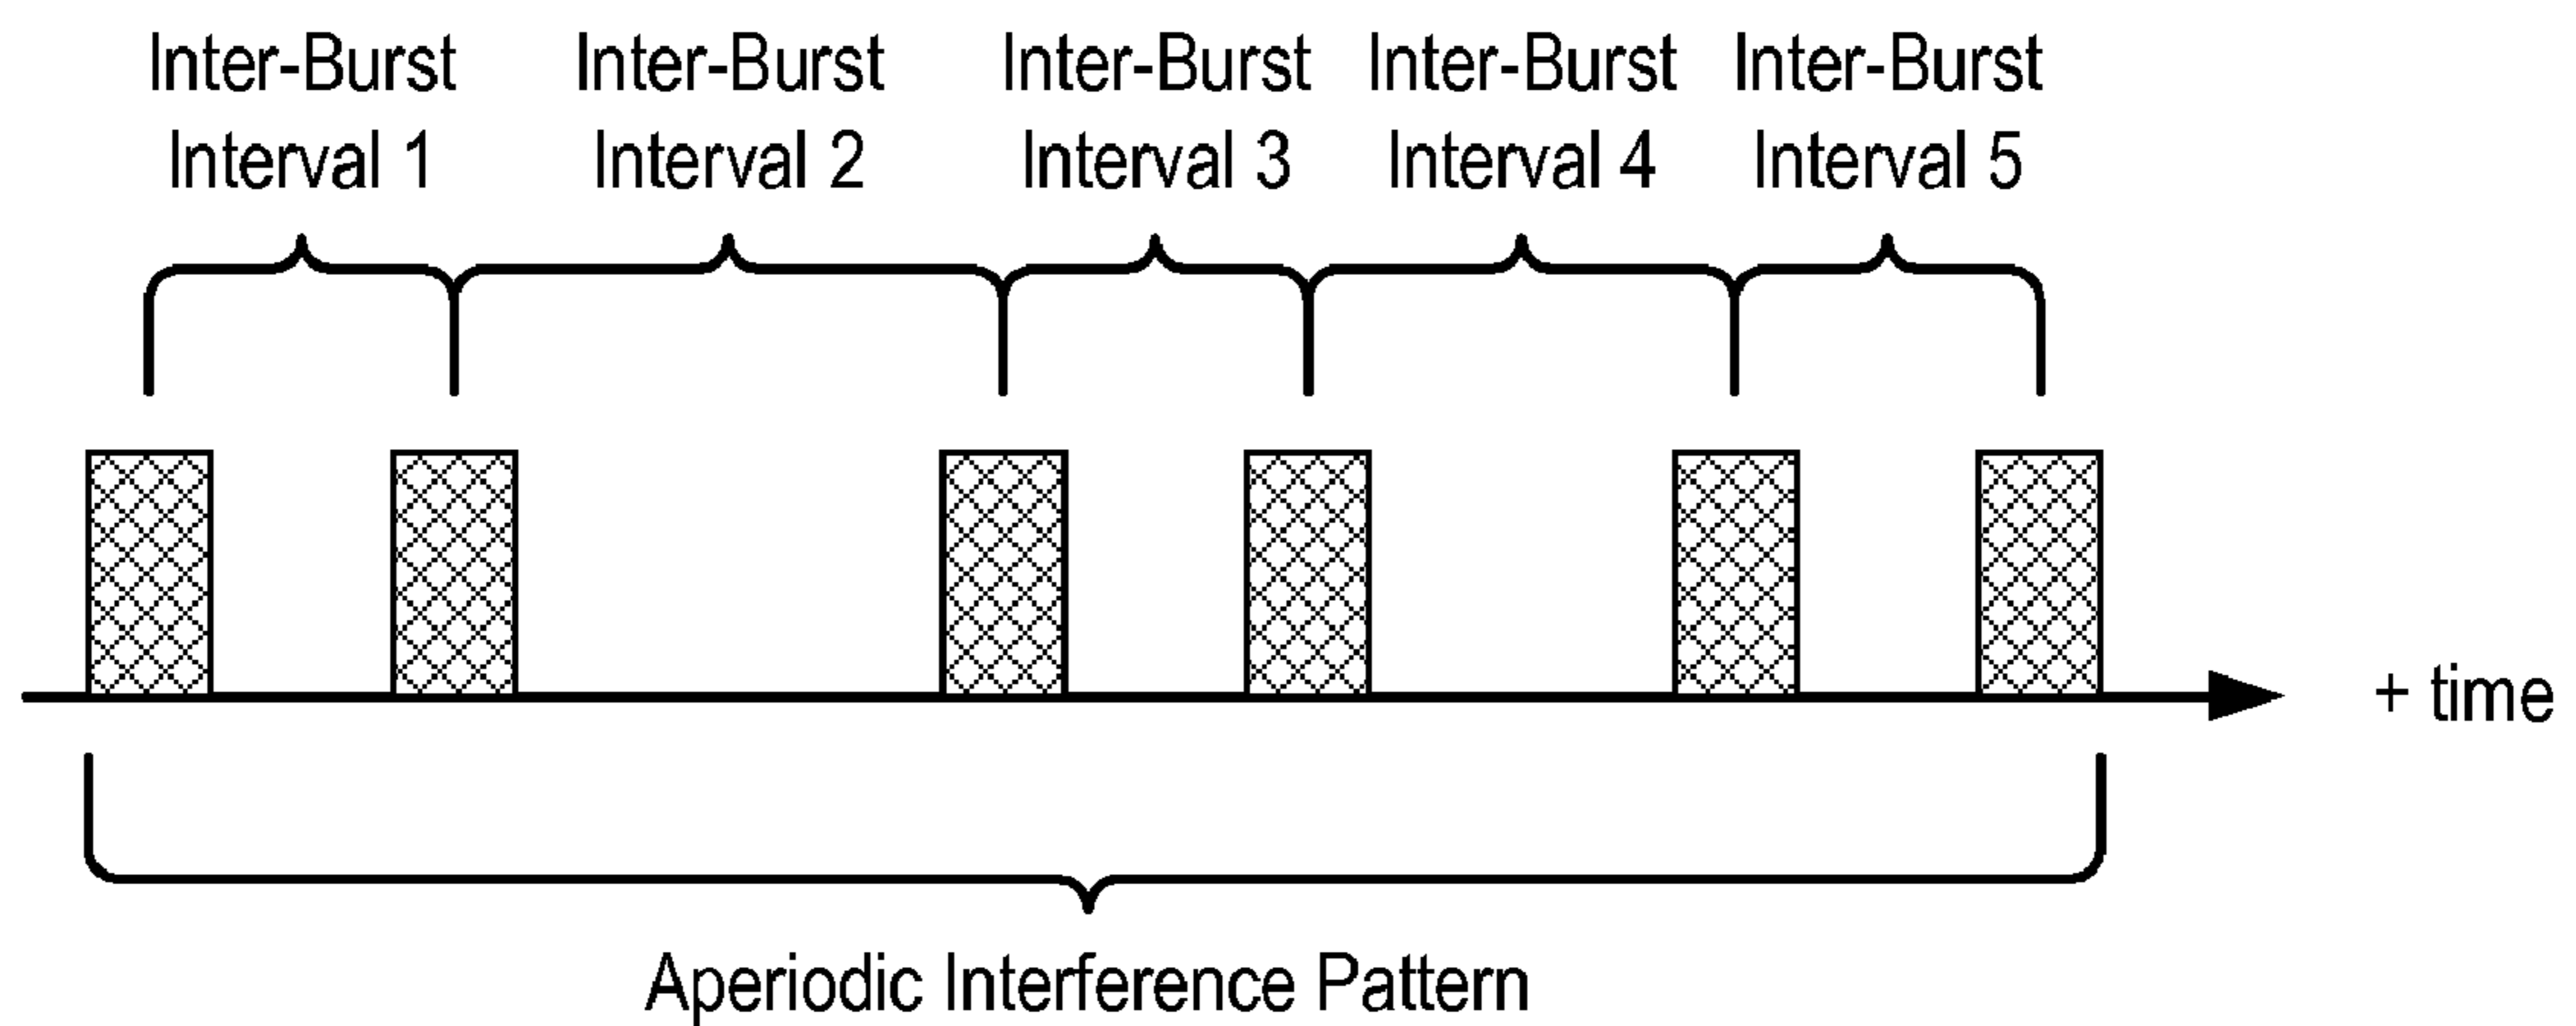 Inter-Burst
Interval 1
Inter-Burst
Interval 2
Inter-Burst
Interval 3
Inter-Burst
Interval 4
Inter-Burst
Interval 5
+ time
Aperiodic Interference Pattern